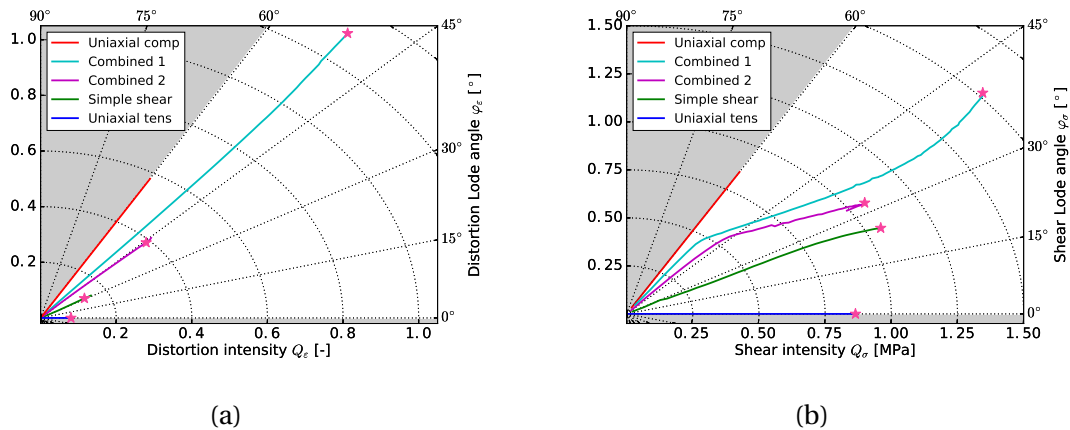 90° 75° 60° 45°
1.0
0.8
0.6
0.4
0.2
Uniaxial comp
Combined 1
Combined 2
Simple shear
Uniaxial tens
30°
15°
0°
Distortion Lode angle φε [°]
0.2 0.4 0.6 0.8 1.0
Distortion intensity Qε [-]
(a)
90° 75° 60° 45°
1.50
1.25
1.00
0.75
0.50
0.25
Uniaxial comp
Combined 1
Combined 2
Simple shear
Uniaxial tens
30°
15°
0°
Shear Lode angle φσ [°]
0.25 0.50 0.75 1.00 1.25 1.50
Shear intensity Qσ [MPa]
(b)